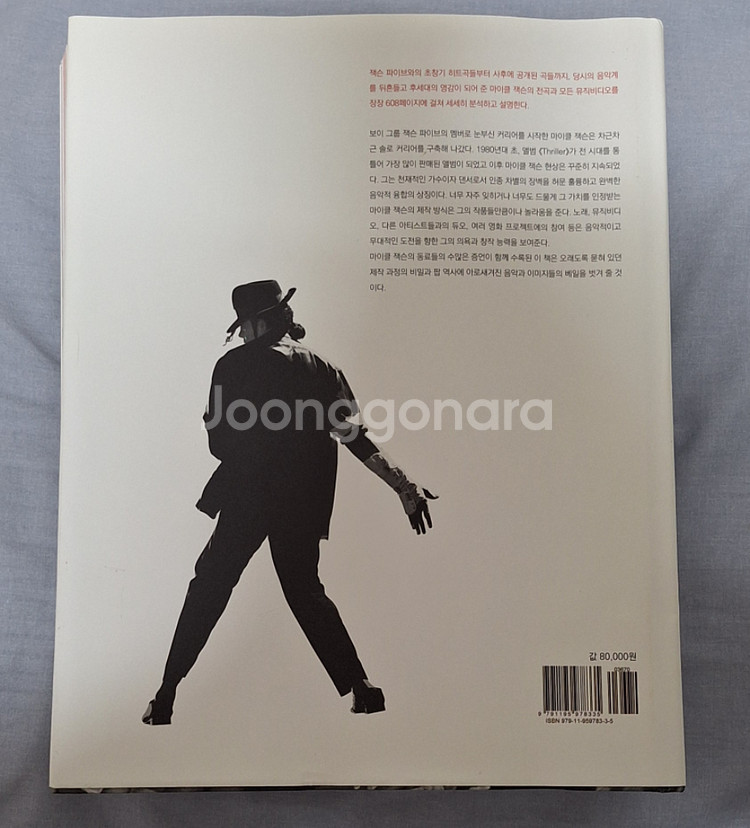 잭슨 파이브와의 초창기 히트곡들부터 사후에 공개된 곡들까지, 당시의 음악계
를 뒤흔들고 후세대의 영감이 되어 준 마이클 잭슨의 전곡과 모든 뮤직비디오를
장장 608페이지에 걸쳐 세세히 분석하고 설명한다.
보이 그룹 잭슨 파이브의 멤버로 눈부신 커리어를 시작한 마이클 잭슨은 차근차
근 솔로 커리어를 구축해 나갔다. 1980년대 초, 앨범 《Thriller》가 전 시대를 통
틀어 가장 많이 판매된 앨범이 되었고 이후 마이클 잭슨 현상은 꾸준히 지속되었
다. 그는 천재적인 가수이자 댄서로서 인종 차별의 장벽을 허문 훌륭하고 완벽한
음악적 융합의 상징이다. 너무 자주 잊히거나 너무도 드물게 그 가치를 인정받는
마이클 잭슨의 제작 방식은 그의 작품들만큼이나 놀라움을 준다. 노래, 뮤직비디
오, 다른 아티스트들과의 듀오, 여러 영화 프로젝트에의 참여 등은 음악적이고
무대적인 도전을 향한 그의 의욕과 창작 능력을 보여준다.
마이클 잭슨의 동료들의 수많은 증언이 함께 수록된 이 책은 오래도록 묻혀 있던
제작 과정의 비밀과 팝 역사에 아로새겨진 음악과 이미지들의 베일을 벗겨 줄 것
이다.
Joonggonara
값 80,000원
03670
9 791195 978335
ISBN 979-11-959783-3-5